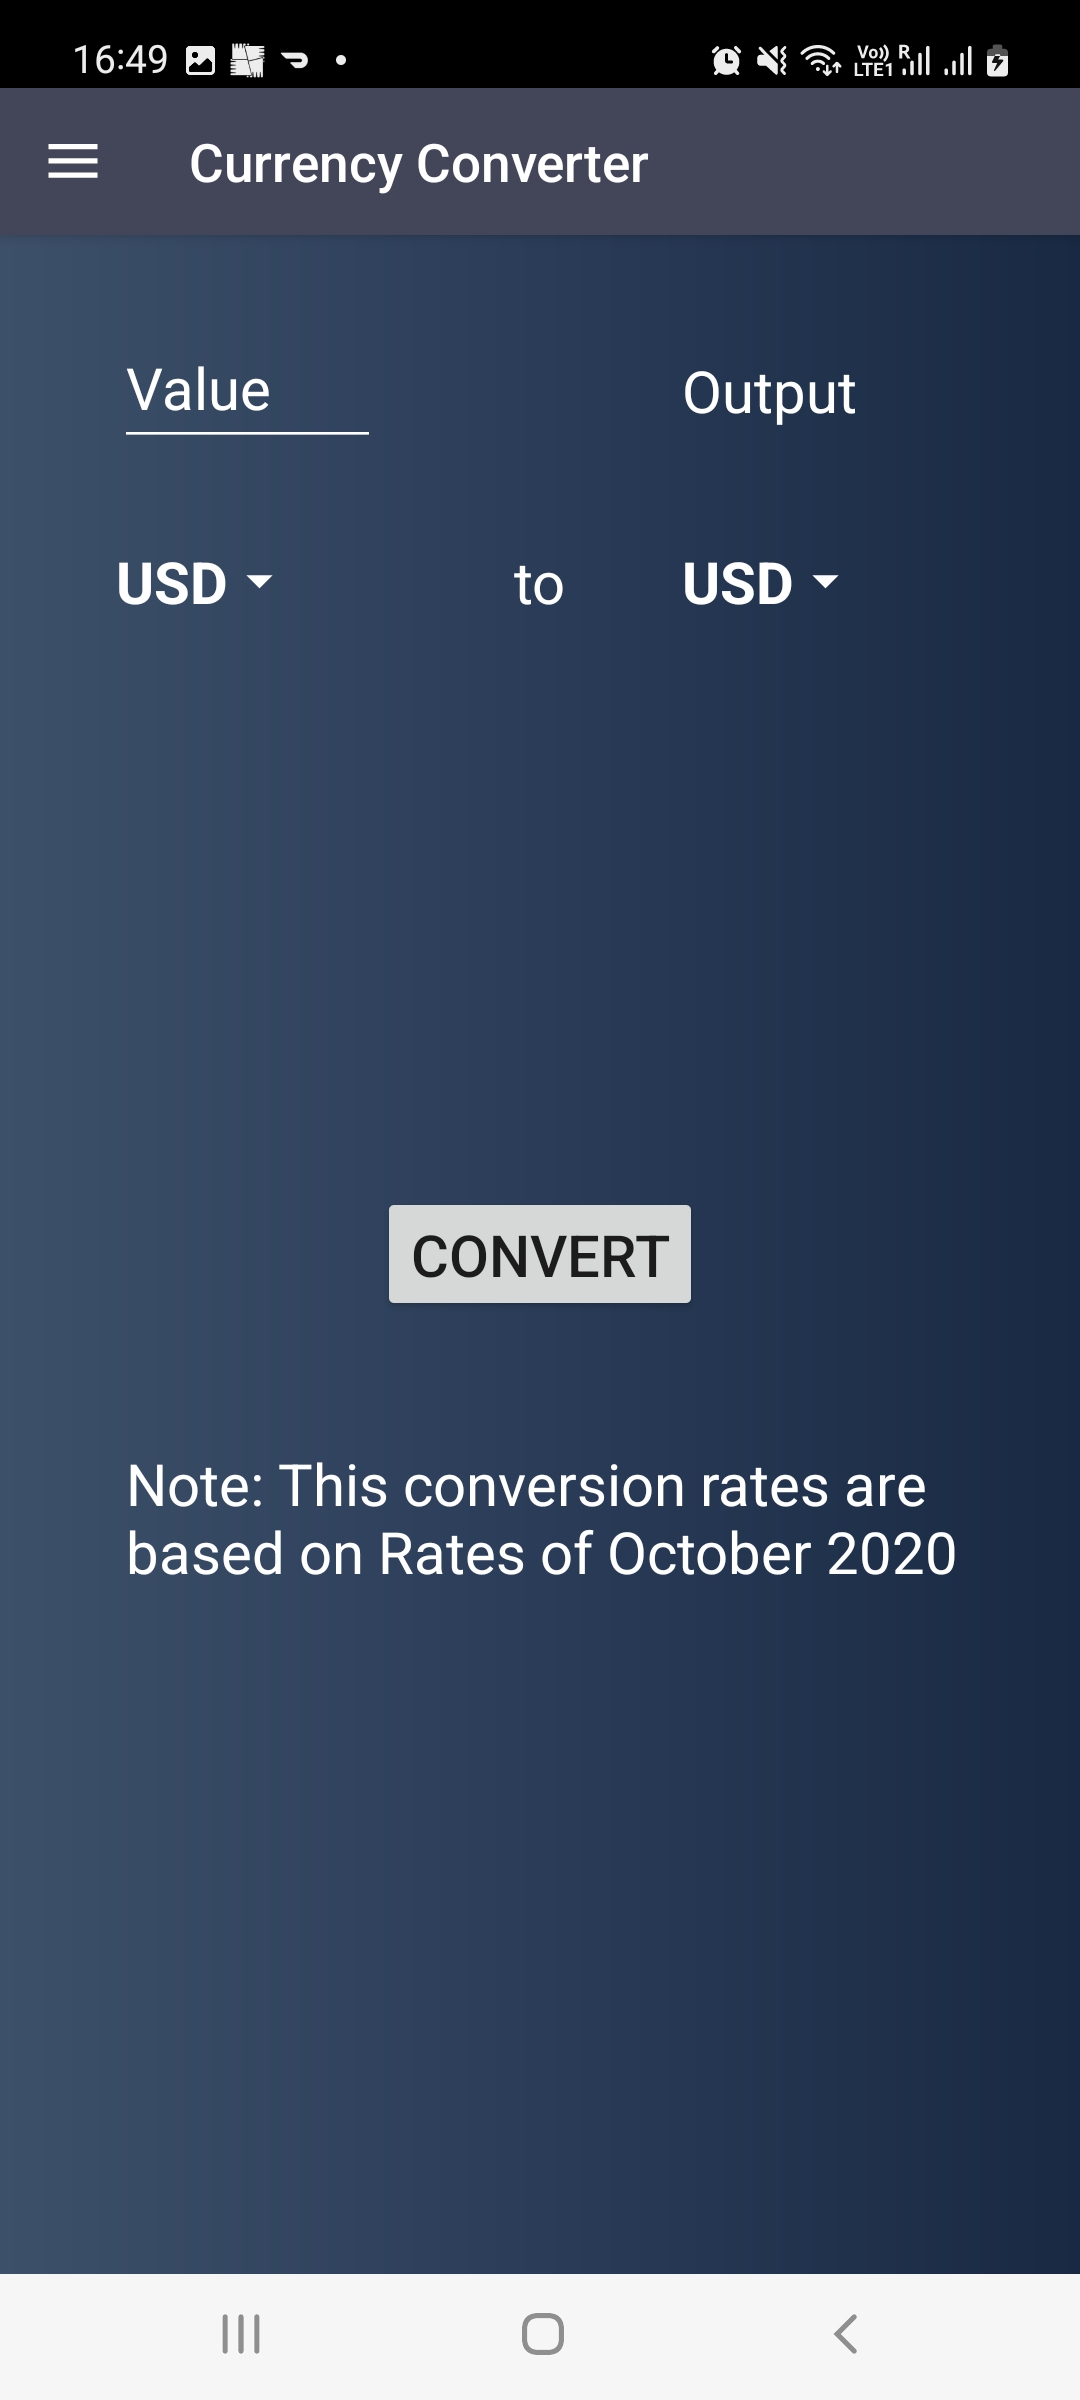 16:49 Vo)) LTE1 R
Currency Converter
Value Output
USD to USD
CONVERT
Note: This conversion rates are
based on Rates of October 2020